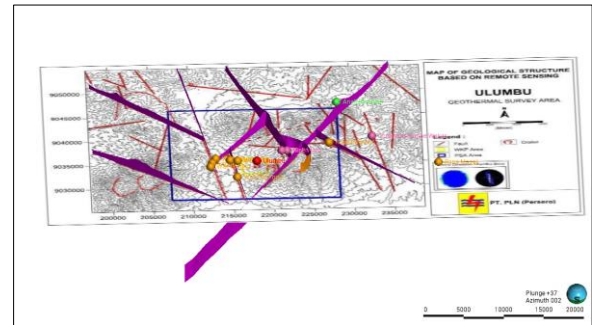 MAP OF GEOLOGICAL STRUCTURE
BASED ON REMOTE SENSING
ULUMBU
GEOTHERMAL SURVEY AREA
Legend :
Fault
Crater
WKP Area
PT. PLN (Persero)
9050000
9045000
9040000
9035000
9030000
200000
205000
210000
215000
220000
225000
230000
235000
Plunge +37
Azimuth 002
0
5000
10000
15000
20000